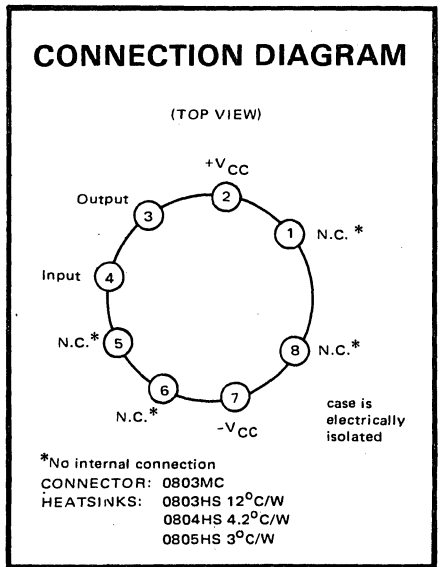 CONNECTION DIAGRAM
(TOP VIEW)
+VCC
Output
2
3
1
N.C.*
Input
4
N.C.*
5
8
N.C.*
6
7
N.C.*
-VCC
case is
electrically
isolated
*No internal connection
CONNECTOR: 0803MC
HEATSINKS: 0803HS 12°C/W
0804HS 4.2°C/W
0805HS 3°C/W